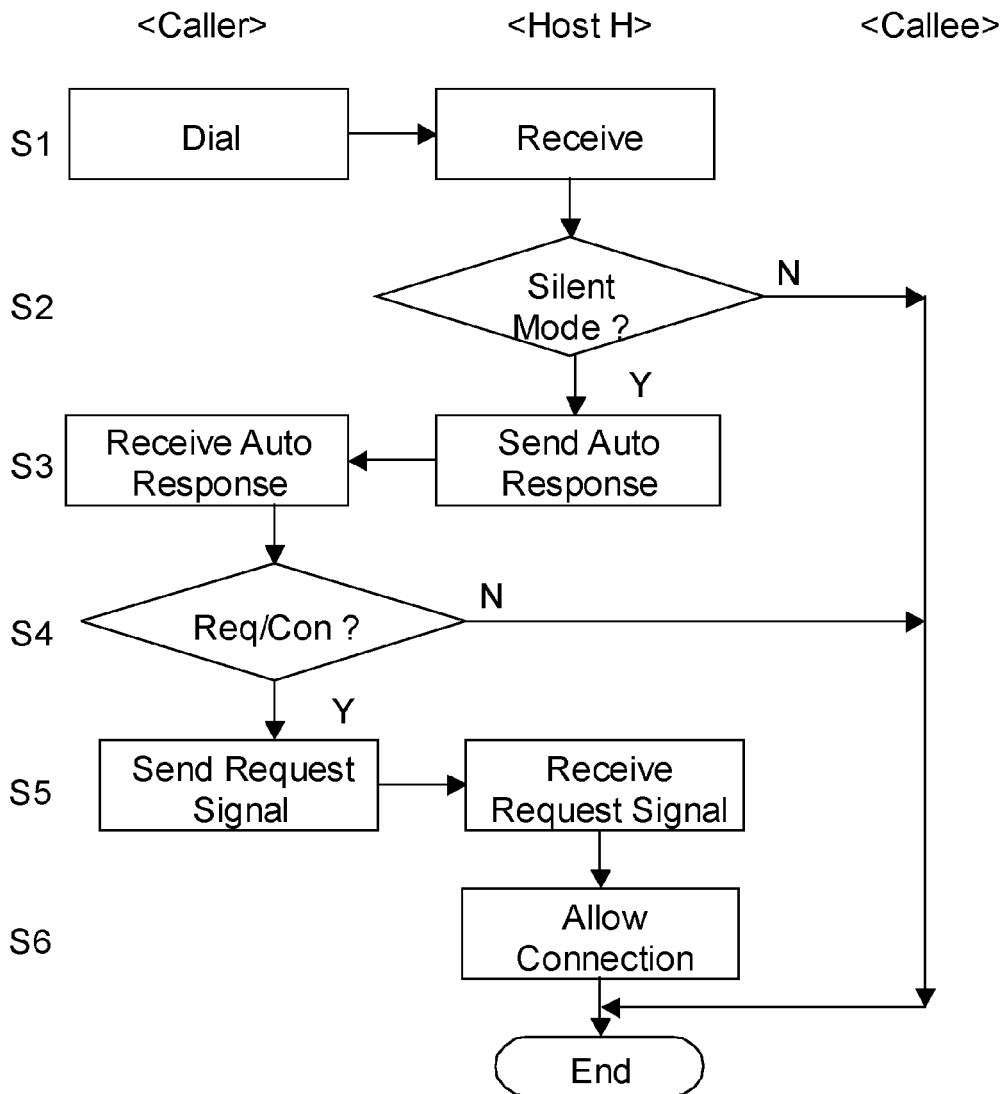 <Caller> <Host H> <Callee>
S1 Dial Receive
Silent
Mode ?
N
S2
Y
S3
Receive Auto
Response
Send Auto
Response
S4
Req/Con ?
N
Y
S5
Send Request
Signal
Receive
Request Signal
S6
Allow
Connection
End